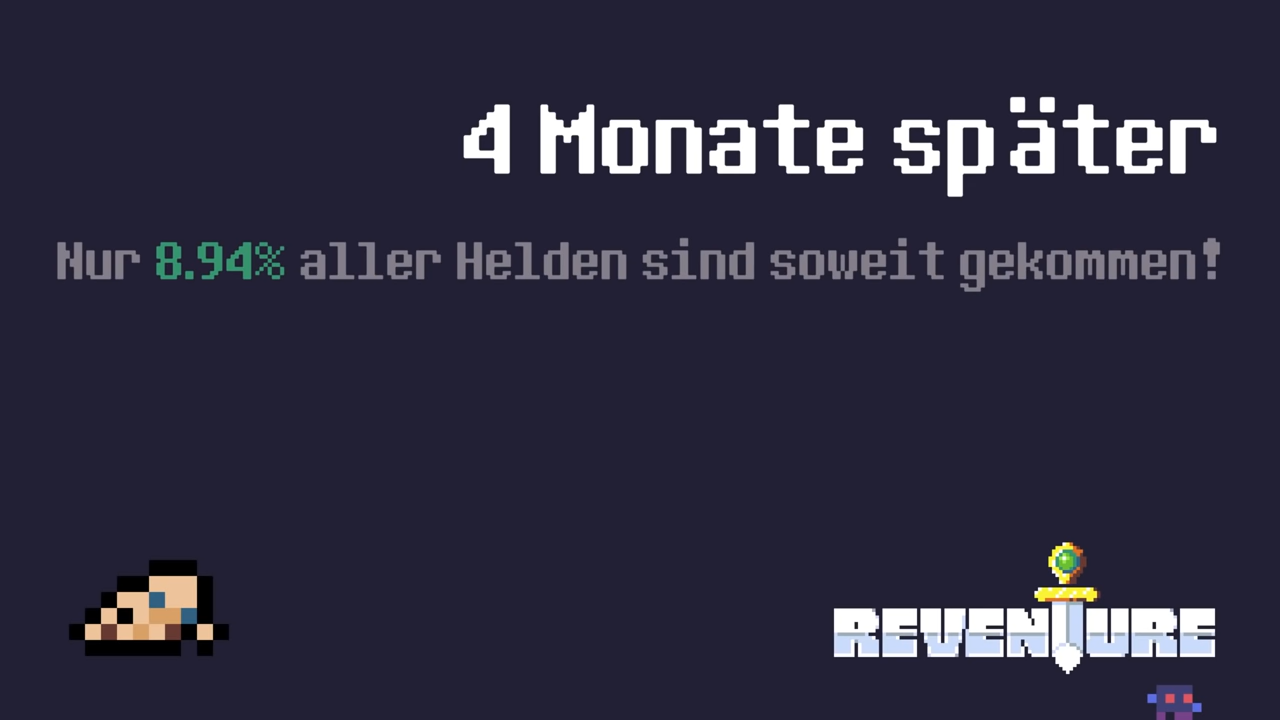 4 Monate später
Nur 8.94% aller Helden sind soweit gekommen!
REVENTURE